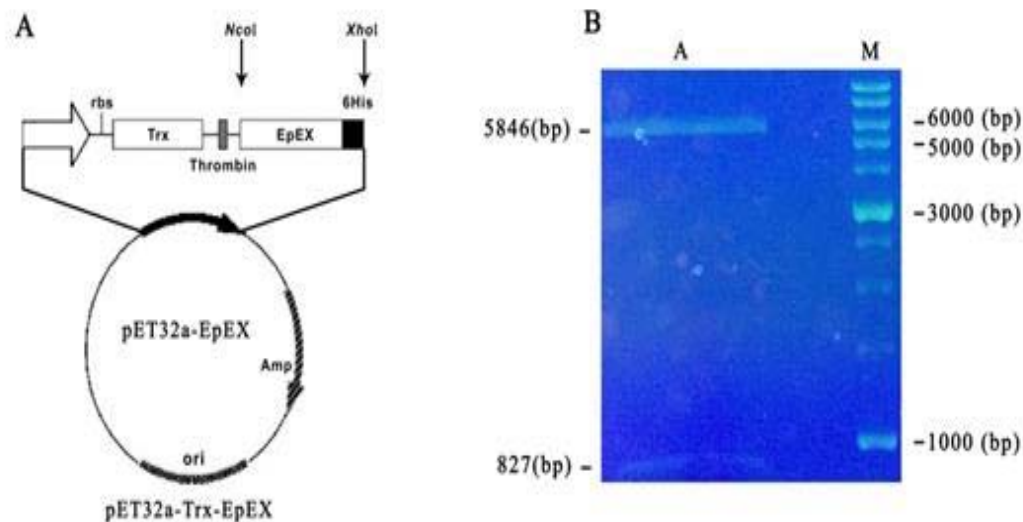 A
NcoI
XhoI
rbs
6His
Trx
EpEX
Thrombin
pET32a-EpEX
Amp
ori
pET32a-Trx-EpEX
B
A
M
5846(bp) –
–6000 (bp)
–5000 (bp)
–3000 (bp)
–1000 (bp)
827(bp) –